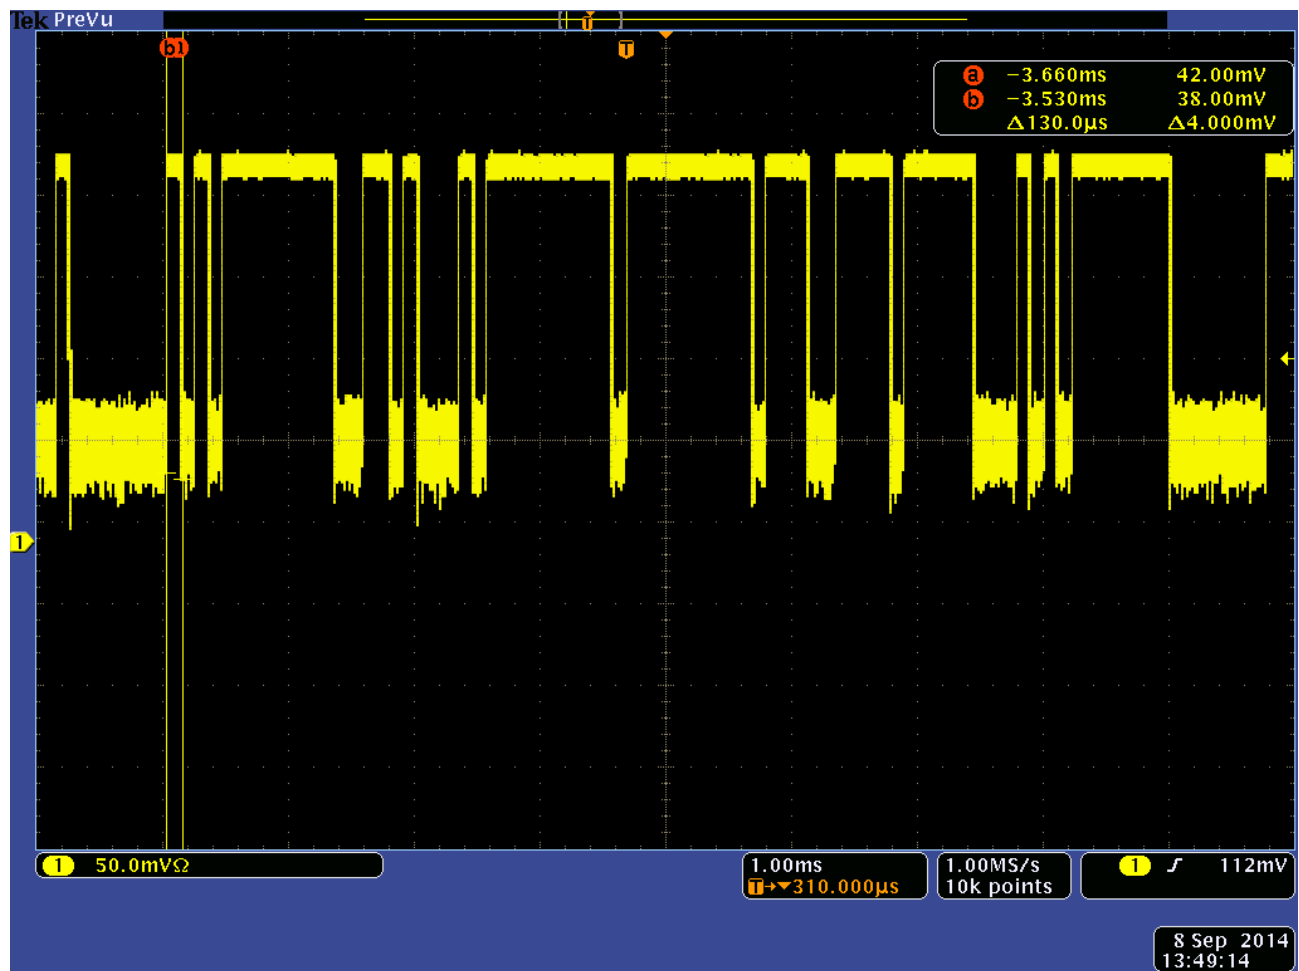 Tek PreVu
T
b1
T
a −3.660ms 42.00mV
b −3.530ms 38.00mV
Δ130.0μs Δ4.000mV
1
1 50.0mVΩ
1.00ms
T→▼310.000μs
1.00MS/s
10k points
1 112mV
8 Sep 2014
13:49:14